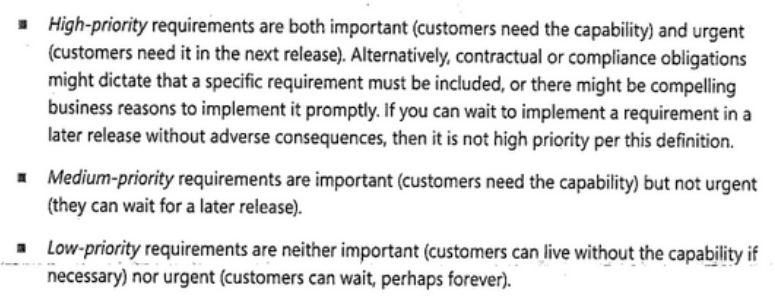 ▪ High-priority requirements are both important (customers need the capability) and urgent
(customers need it in the next release). Alternatively, contractual or compliance obligations
might dictate that a specific requirement must be included, or there might be compelling
business reasons to implement it promptly. If you can wait to implement a requirement in a
later release without adverse consequences, then it is not high priority per this definition.
▪ Medium-priority requirements are important (customers need the capability) but not urgent
(they can wait for a later release).
▪ Low-priority requirements are neither important (customers can live without the capability if
necessary) nor urgent (customers can wait, perhaps forever).